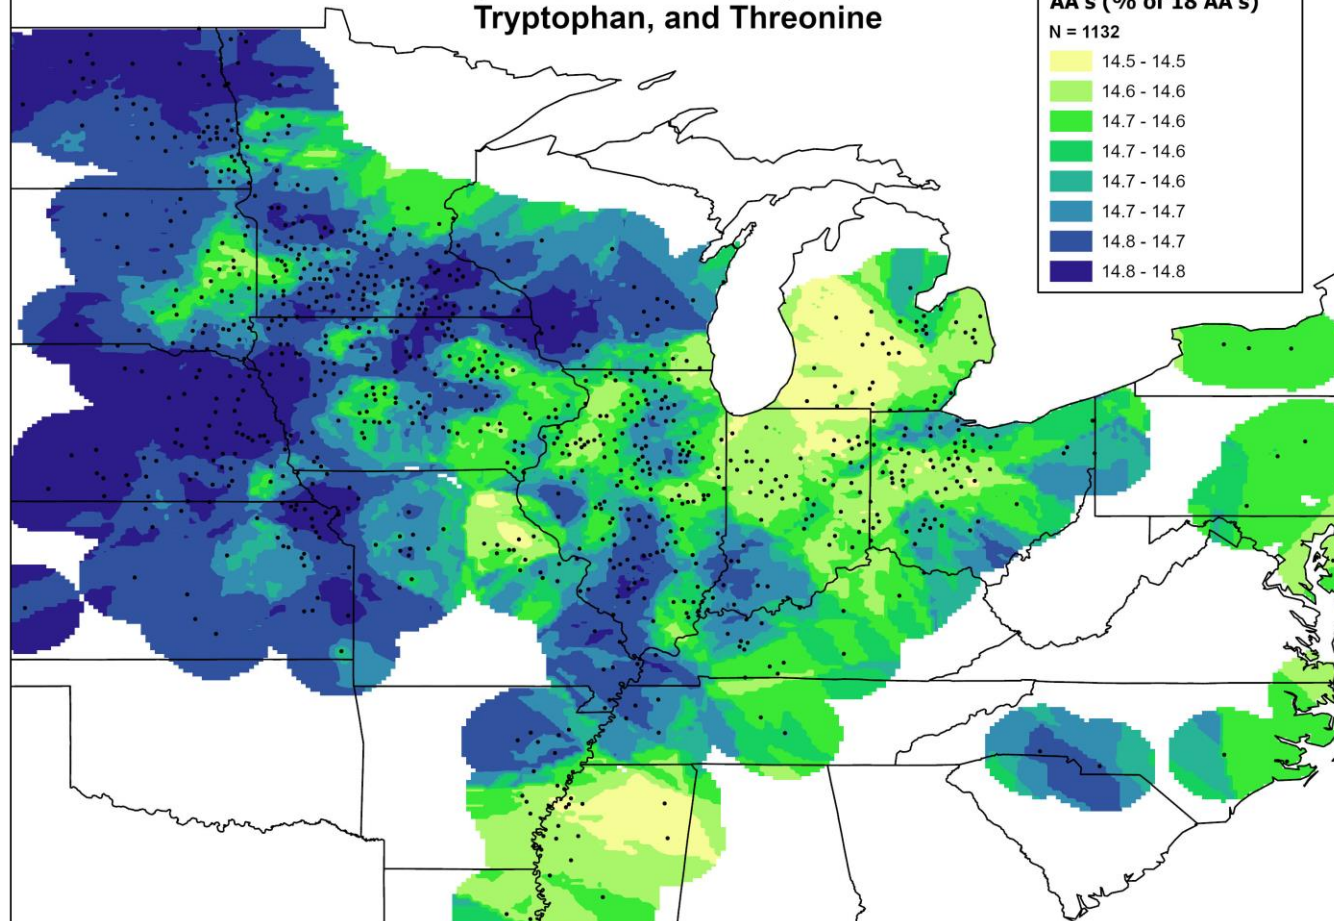 Tryptophan, and Threonine
AA's (% of 18 AA's)
N = 1132
14.5 - 14.5
14.6 - 14.6
14.7 - 14.6
14.7 - 14.6
14.7 - 14.6
14.7 - 14.7
14.8 - 14.7
14.8 - 14.8